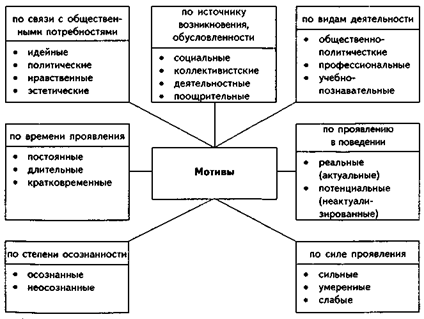 по связи с обществен-
ными потребностями
• идейные
• политические
• нравственные
• эстетические
по источнику
возникновения,
обусловленности
• социальные
• коллективистские
• деятельностные
• поощрительные
по видам деятельности
• общественно-
политичесткие
• профессиональные
• учебно-
познавательные
по времени проявления
• постоянные
• длительные
• кратковременные
Мотивы
по проявлению
в поведении
• реальные
(актуальные)
• потенциальные
(неактуали-
зированные)
по степени осознанности
• осознанные
• неосознанные
по силе проявления
• сильные
• умеренные
• слабые